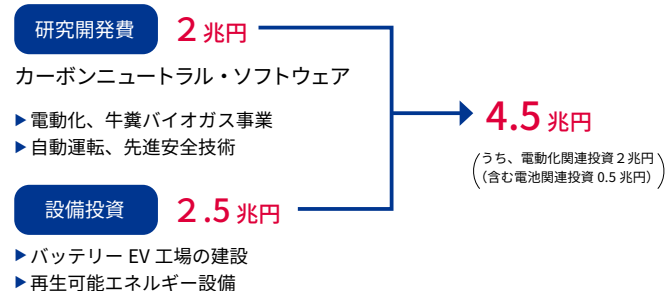 研究開発費 2 兆円
カーボンニュートラル・ソフトウェア
▶電動化、牛糞バイオガス事業
▶自動運転、先進安全技術
4.5 兆円
(うち、電動化関連投資２兆円
(含む電池関連投資 0.5 兆円))
設備投資 2.5 兆円
▶バッテリー EV 工場の建設
▶再生可能エネルギー設備